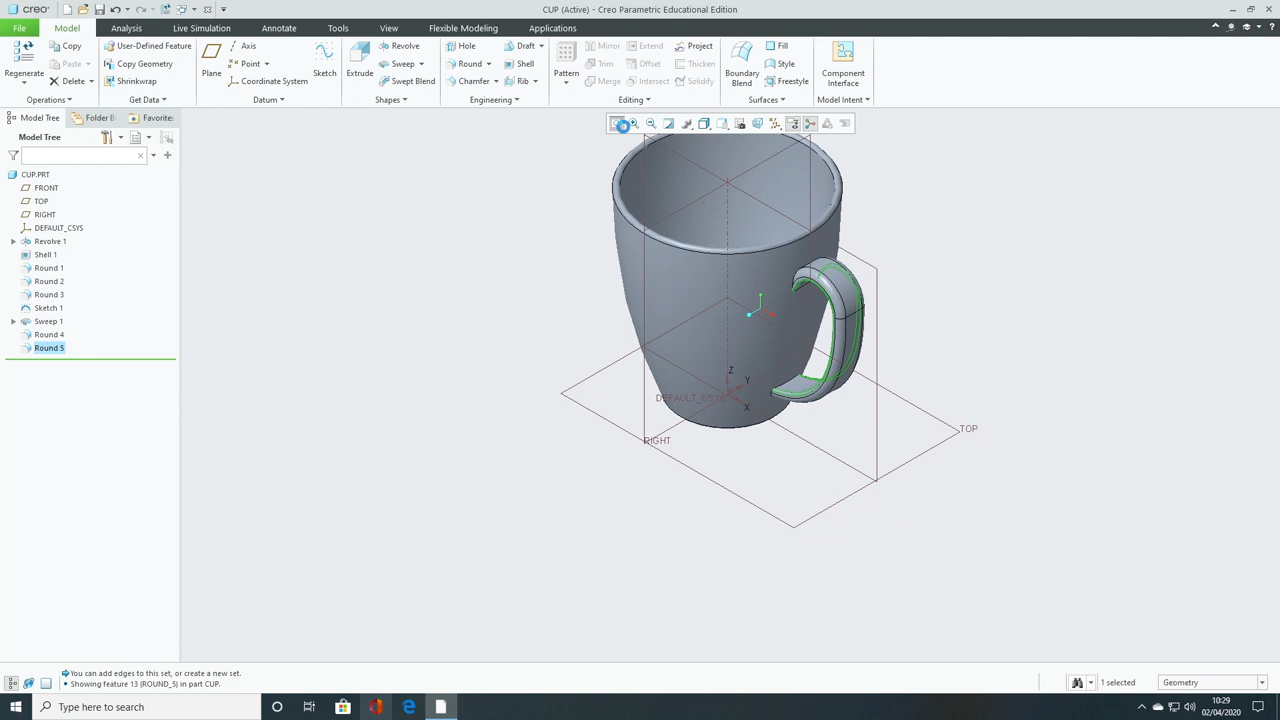 creo CUP (Active) - Creo Parametric Educational Edition
File Model Analysis Live Simulation Annotate Tools View Flexible Modeling Applications
Copy User-Defined Feature Axis Revolve Hole Draft Mirror Extend Project Fill
Regenerate Paste Copy Geometry Plane Point Sketch Extrude Sweep Round Shell Pattern Trim Offset Thicken Boundary Blend Style Component Interface
Delete Shrinkwrap Coordinate System Swept Blend Chamfer Rib Merge Intersect Solidify Freestyle
Operations Get Data Datum Shapes Engineering Editing Surfaces Model Intent
Model Tree Folder B Favorite
Model Tree
CUP.PRT
FRONT
TOP
RIGHT
DEFAULT_CSYS
Revolve 1
Shell 1
Round 1
Round 2
Round 3
Sketch 1
Sweep 1
Round 4
Round 5
Z
Y
DEFAULT_CSYS
X
TOP
RIGHT
You can add edges to this set, or create a new set.
Showing feature 13 (ROUND_5) in part CUP.
1 selected Geometry
Type here to search
10:29
02/04/2020